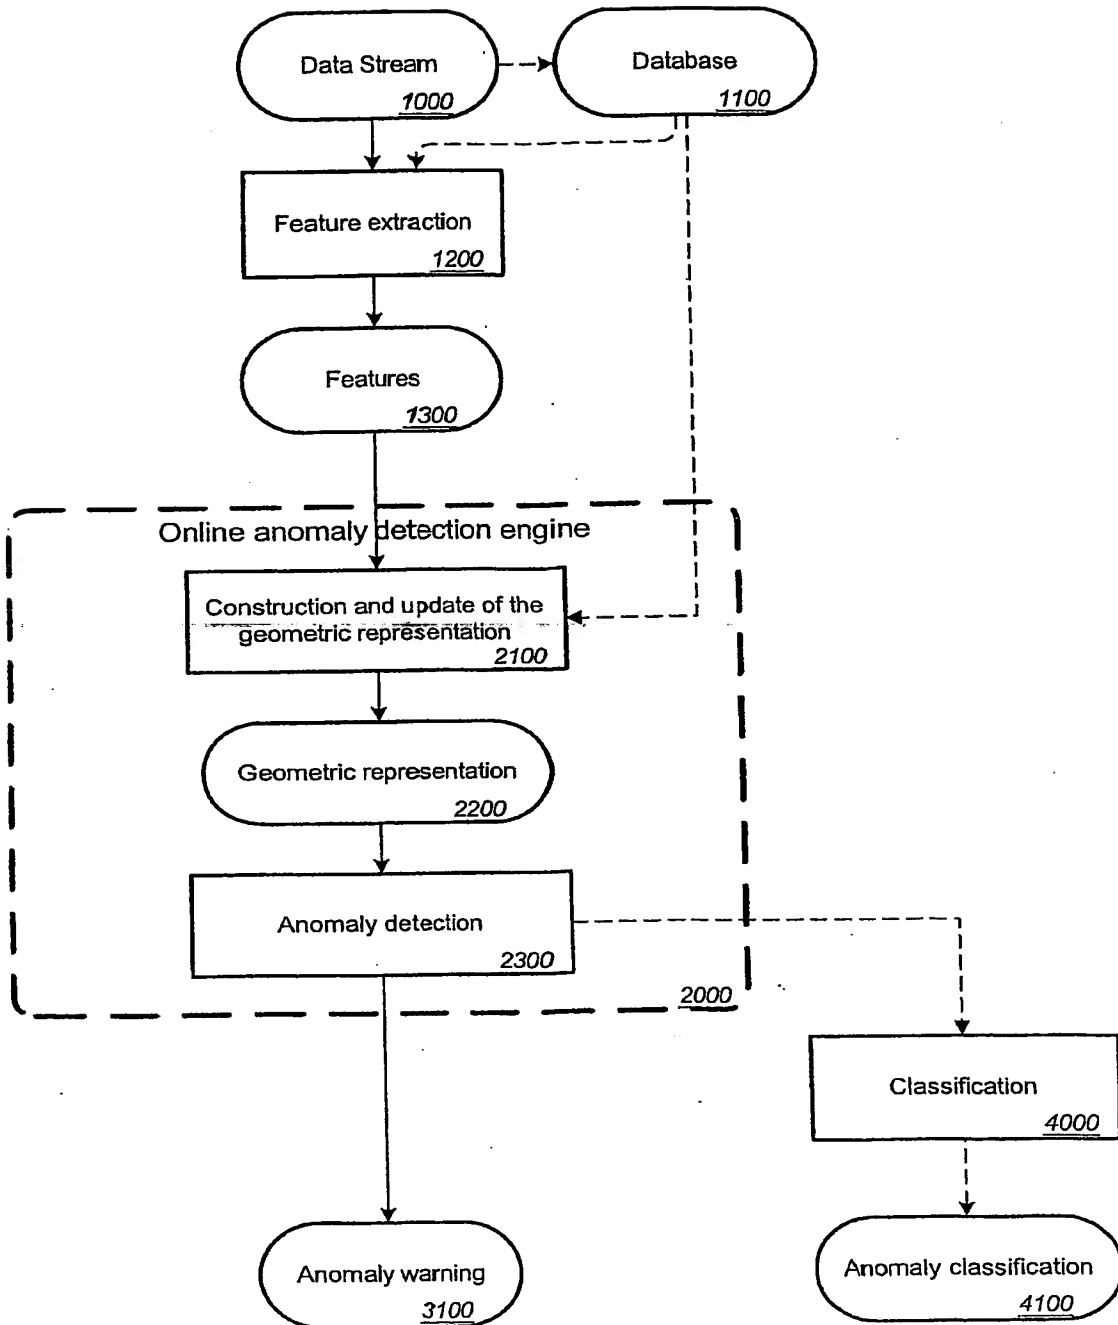 Data Stream
1000
Database
1100
Feature extraction
1200
Features
1300
Online anomaly detection engine
Construction and update of the
geometric representation
2100
Geometric representation
2200
Anomaly detection
2300
2000
Classification
4000
Anomaly warning
3100
Anomaly classification
4100